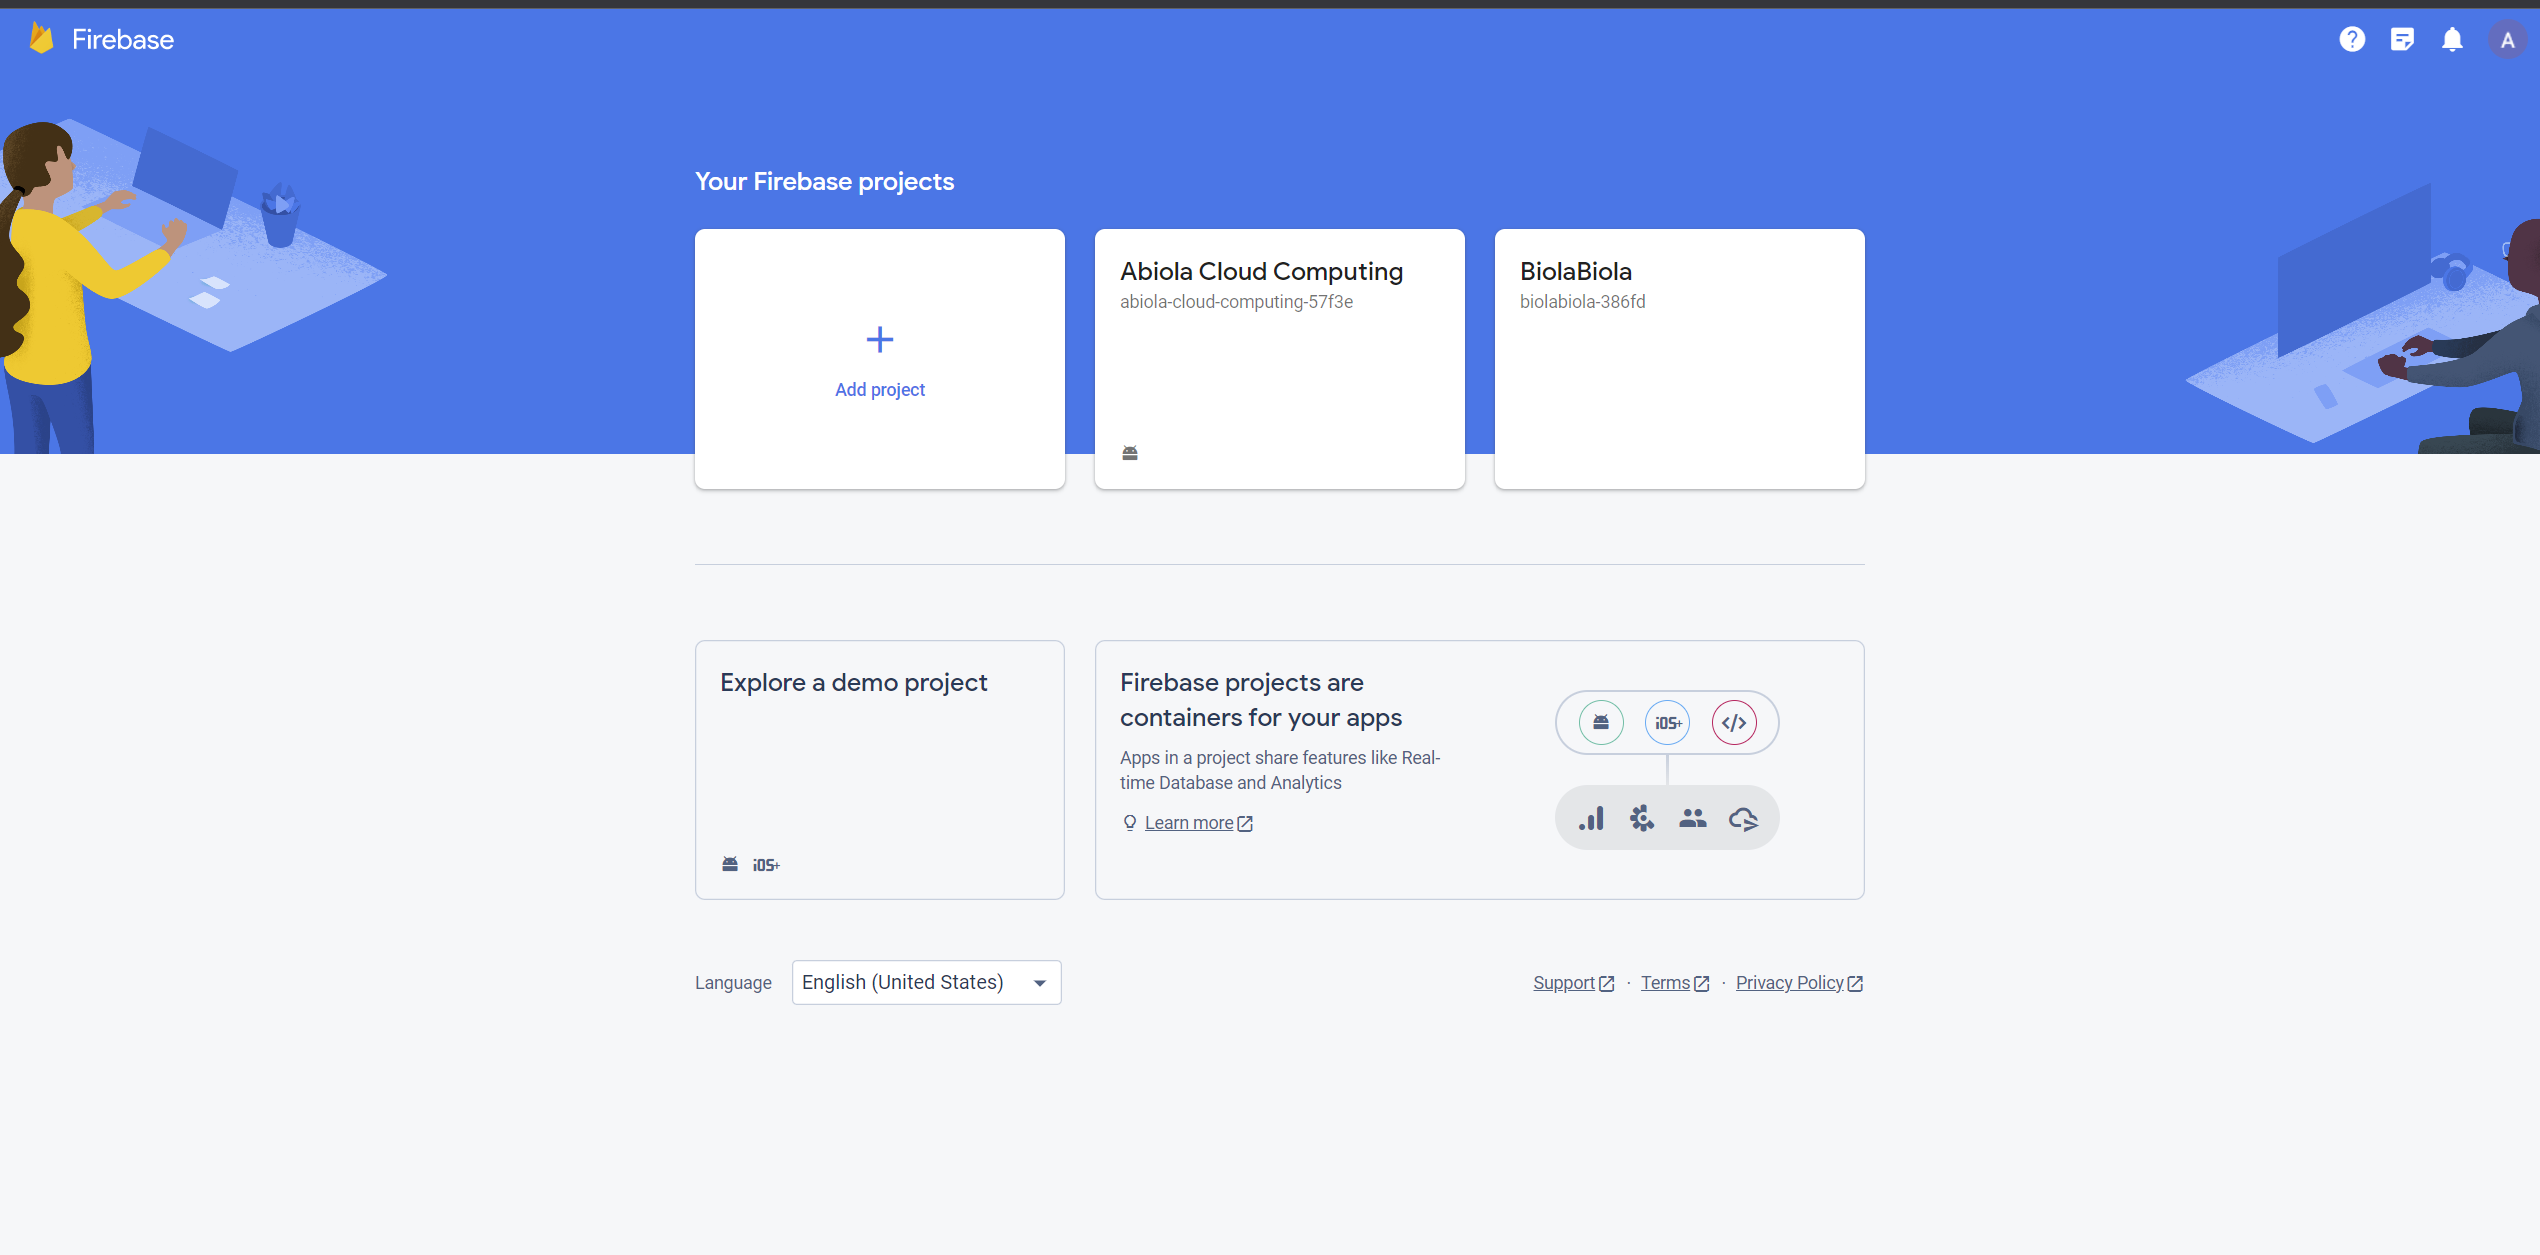 Firebase
A
Your Firebase projects
Add project
Abiola Cloud Computing
abiola-cloud-computing-57f3e
BiolaBiola
biolabiola-386fd
Explore a demo project
iOS+
Firebase projects are
containers for your apps
Apps in a project share features like Real-
time Database and Analytics
Learn more
iOS+
</>
Language
English (United States)
Support · Terms · Privacy Policy